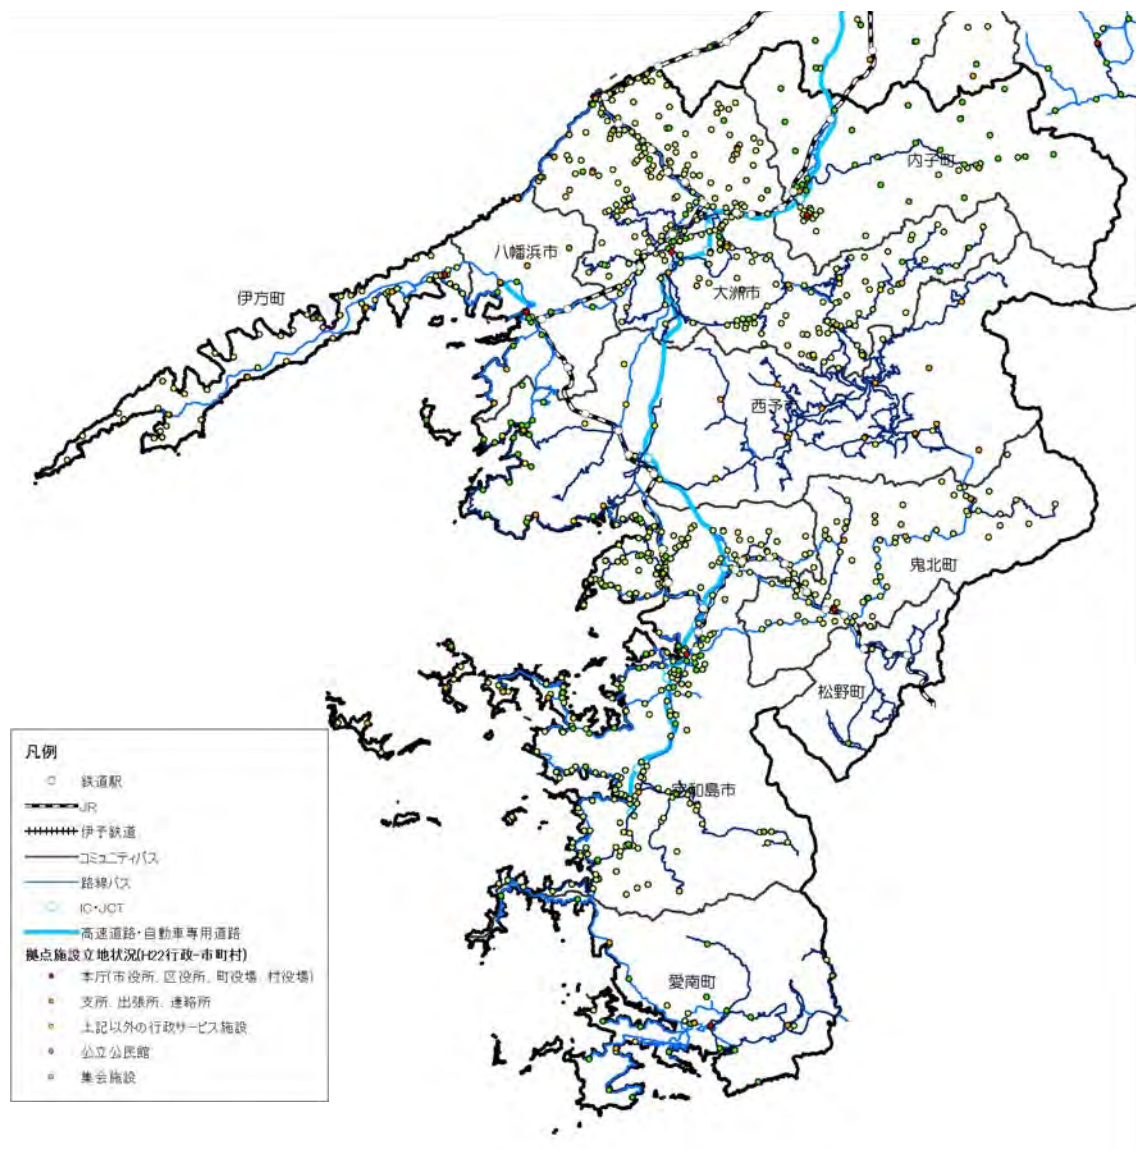 内子町
八幡浜市
伊方町
大洲市
西予市
鬼北町
松野町
宇和島市
愛南町
凡例
鉄道駅
JR
伊予鉄道
コミュニティバス
路線バス
IC・JCT
高速道路・自動車専用道路
拠点施設立地状況(H22行政-市町村)
本庁(市役所、区役所、町役場、村役場)
支所、出張所、連絡所
上記以外の行政サービス施設
公立公民館
集会施設